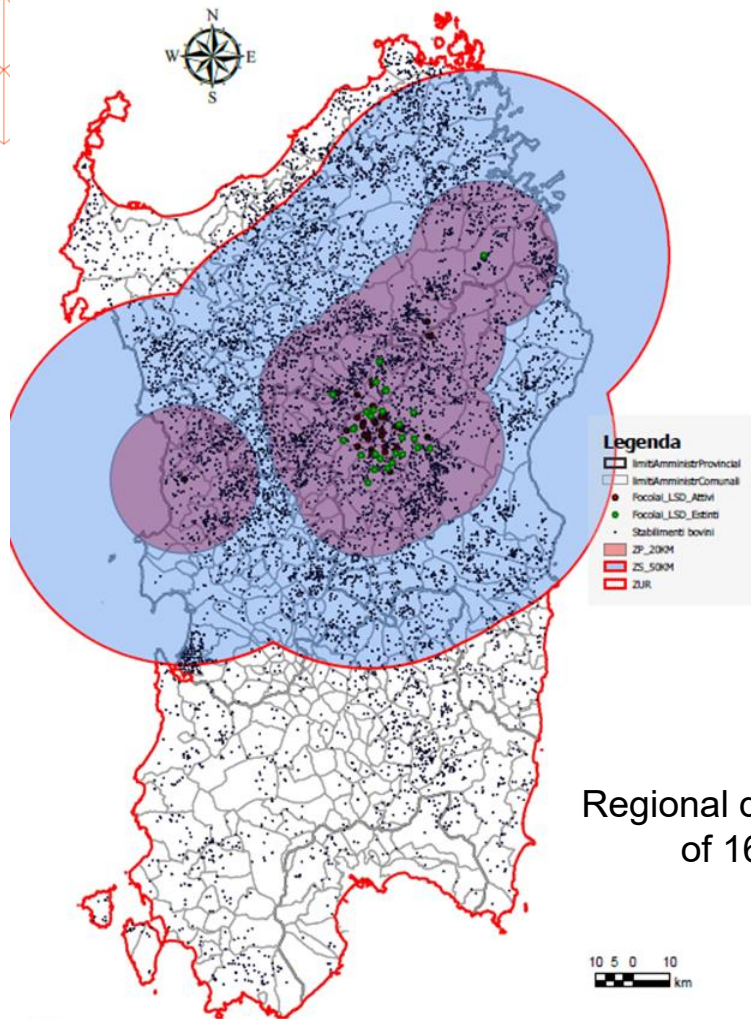 N
W E
S
Legenda
limitiAmministrProvincial
limitiAmministrComunali
Focolai_LSD_Attivi
Focolai_LSD_Estinti
Stabilimenti bovini
ZP_20KM
ZS_50KM
ZUR
Regional
of 16
10 5 0 10
km